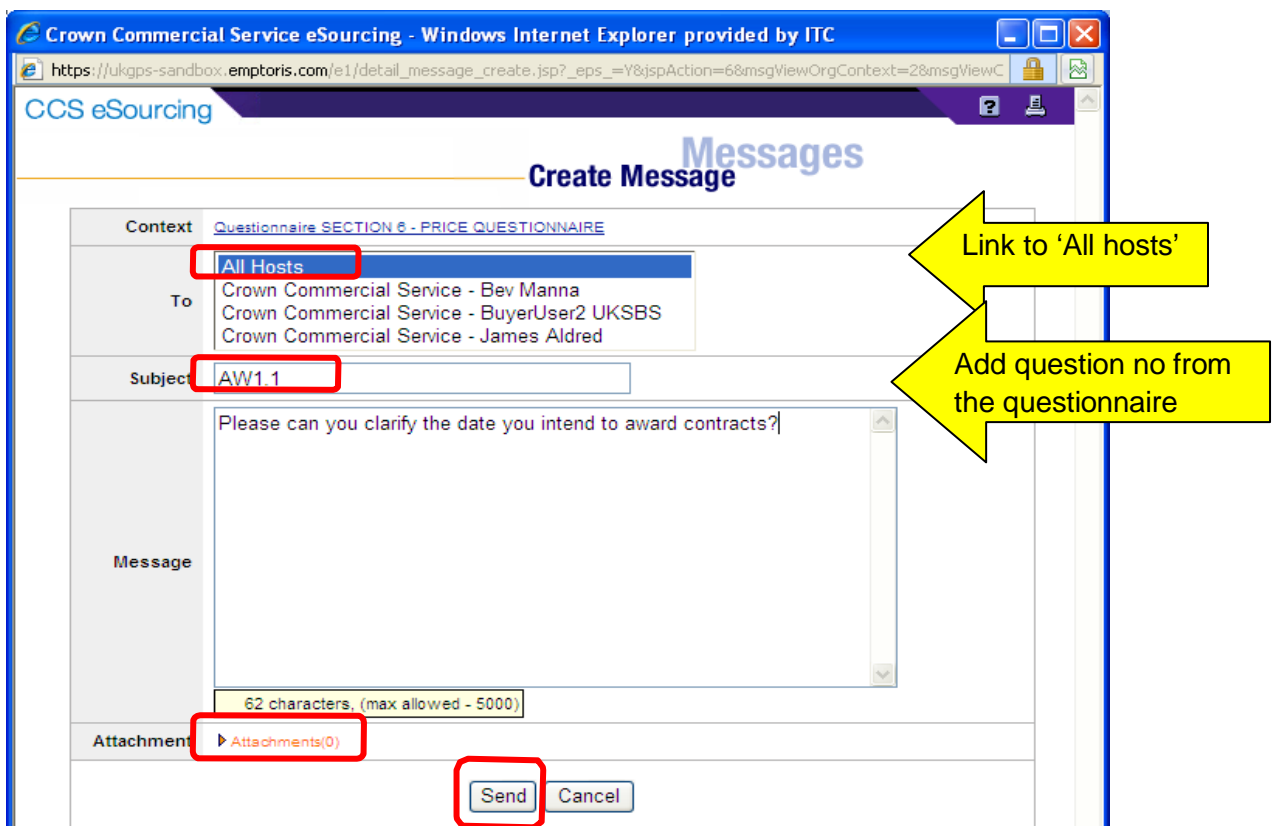 Crown Commercial Service eSourcing - Windows Internet Explorer provided by ITC
https://ukgps-sandbox.emptoris.com/e1/detail_message_create.jsp?_eps_=Y&jspAction=6&msgViewOrgContext=2&msgViewC
CCS eSourcing
?
Messages
Create Message
Context Questionnaire SECTION 6 - PRICE QUESTIONNAIRE
Link to ‘All hosts’
To
All Hosts
Crown Commercial Service - Bev Manna
Crown Commercial Service - BuyerUser2 UKSBS
Crown Commercial Service - James Aldred
Subject AW1.1
Add question no from
the questionnaire
Message
Please can you clarify the date you intend to award contracts?
62 characters, (max allowed - 5000)
Attachment Attachments(0)
Send Cancel